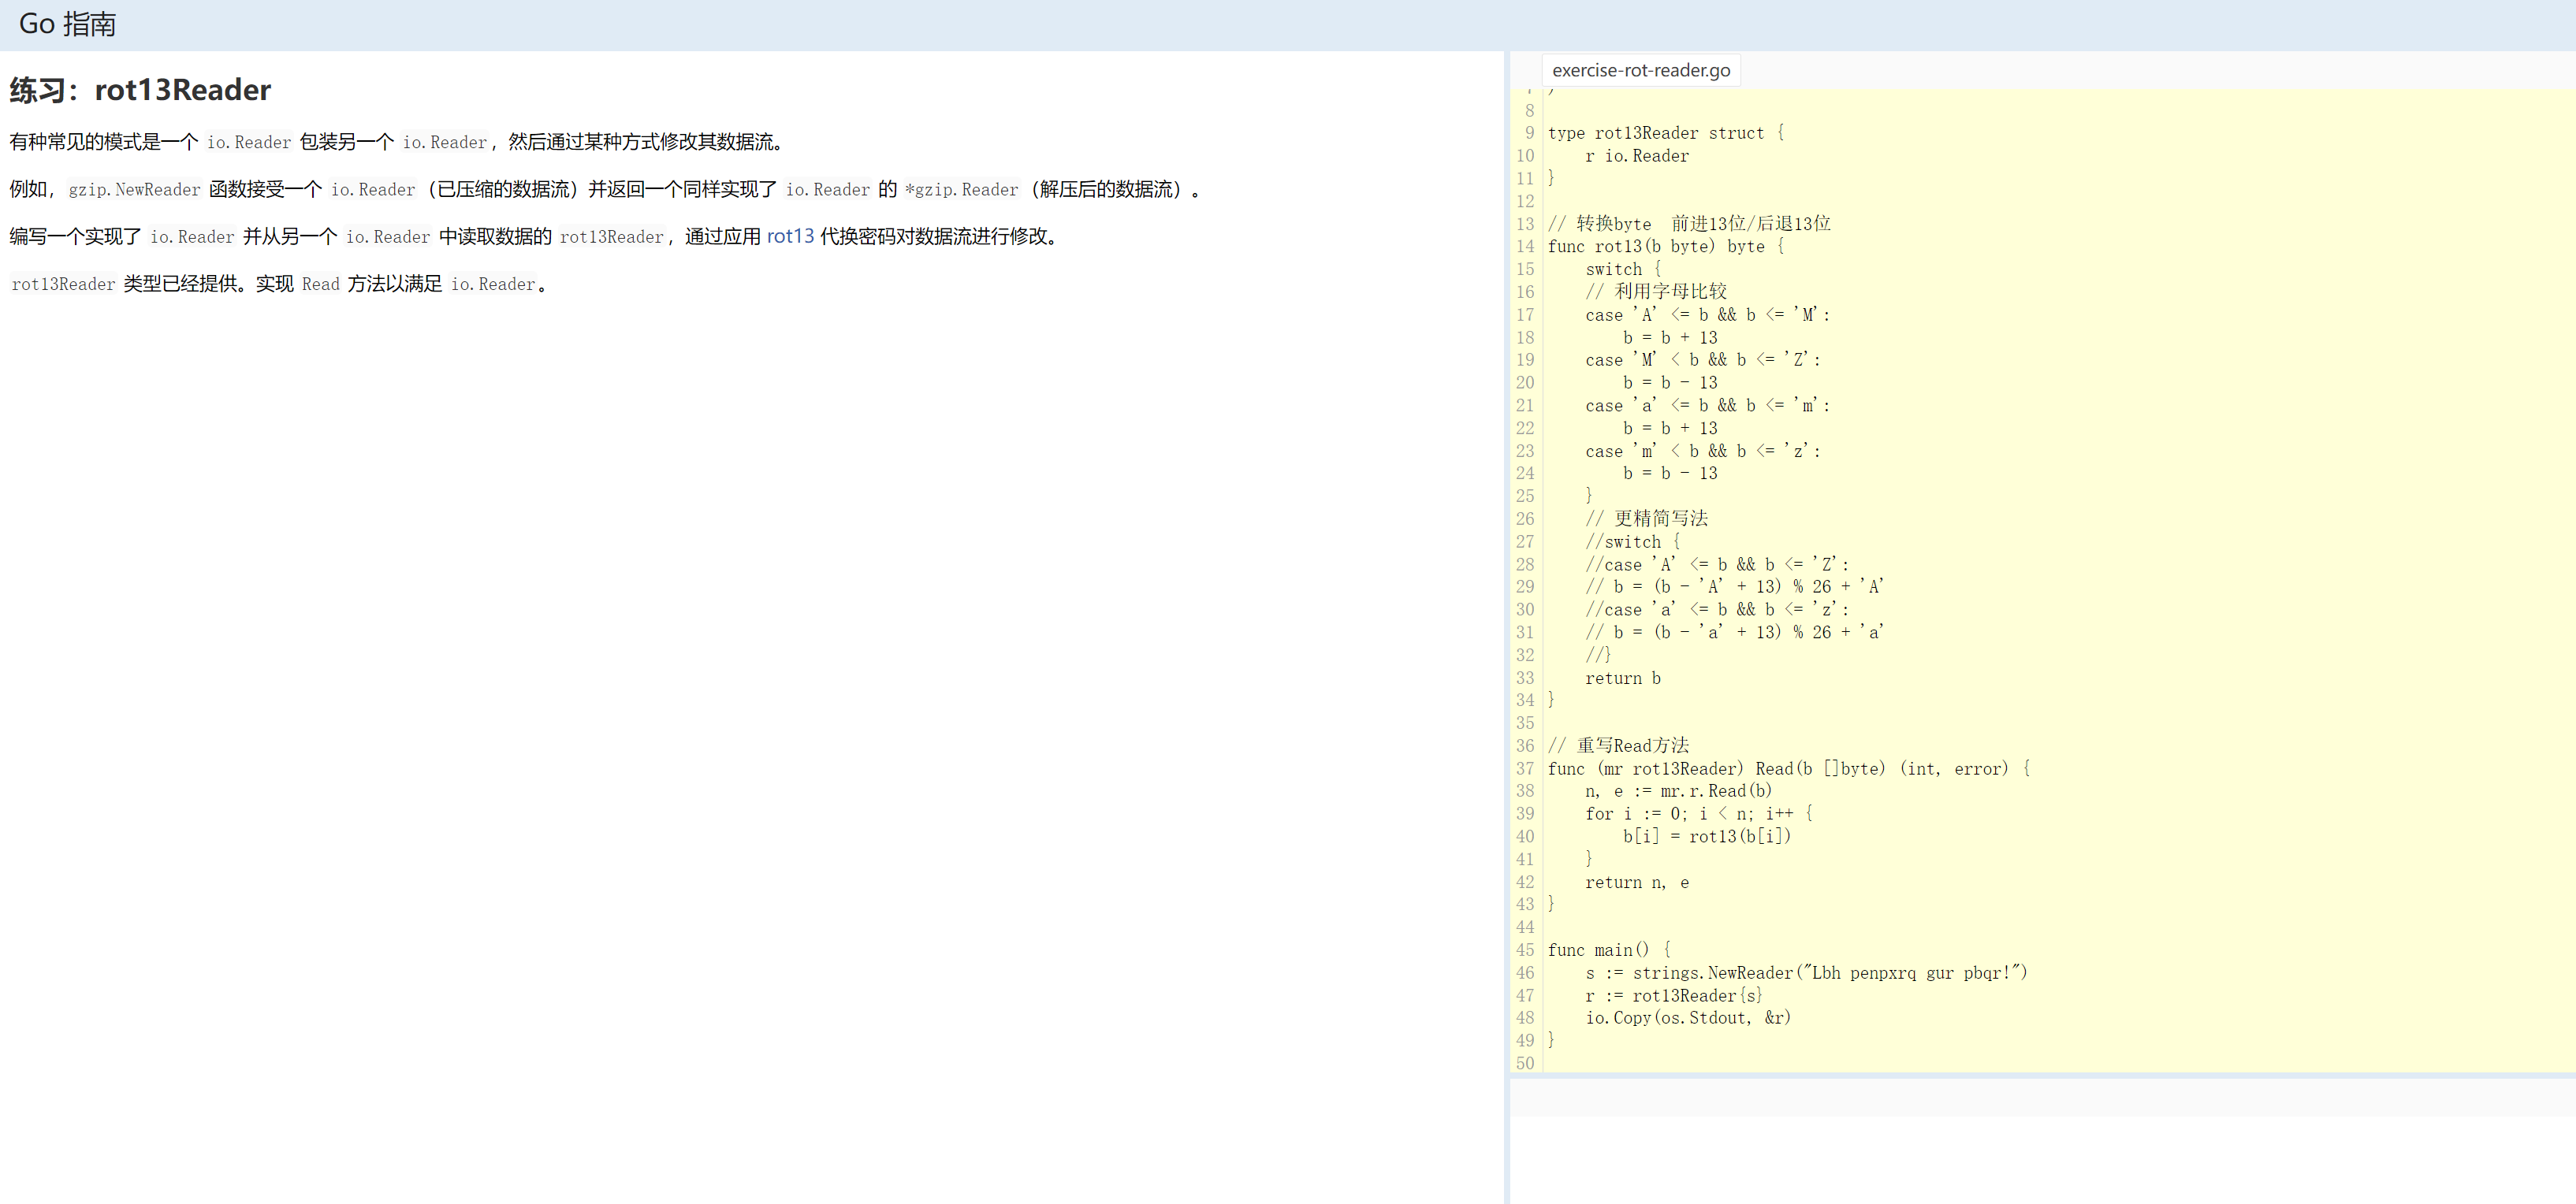 Go 指南
练习：rot13Reader
有种常见的模式是一个 io.Reader 包装另一个 io.Reader，然后通过某种方式修改其数据流。
例如，gzip.NewReader 函数接受一个 io.Reader（已压缩的数据流）并返回一个同样实现了 io.Reader 的 *gzip.Reader（解压后的数据流）。
编写一个实现了 io.Reader 并从另一个 io.Reader 中读取数据的 rot13Reader，通过应用 rot13 代换密码对数据流进行修改。
rot13Reader 类型已经提供。实现 Read 方法以满足 io.Reader。
exercise-rot-reader.go
7 )
8
9 type rot13Reader struct {
10     r io.Reader
11 }
12
13 // 转换byte  前进13位/后退13位
14 func rot13(b byte) byte {
15     switch {
16     // 利用字母比较
17     case 'A' <= b && b <= 'M':
18         b = b + 13
19     case 'M' < b && b <= 'Z':
20         b = b - 13
21     case 'a' <= b && b <= 'm':
22         b = b + 13
23     case 'm' < b && b <= 'z':
24         b = b - 13
25     }
26     // 更精简写法
27     //switch {
28     //case 'A' <= b && b <= 'Z':
29     // b = (b - 'A' + 13) % 26 + 'A'
30     //case 'a' <= b && b <= 'z':
31     // b = (b - 'a' + 13) % 26 + 'a'
32     //}
33     return b
34 }
35
36 // 重写Read方法
37 func (mr rot13Reader) Read(b []byte) (int, error) {
38     n, e := mr.r.Read(b)
39     for i := 0; i < n; i++ {
40         b[i] = rot13(b[i])
41     }
42     return n, e
43 }
44
45 func main() {
46     s := strings.NewReader("Lbh penpxrq gur pbqr!")
47     r := rot13Reader{s}
48     io.Copy(os.Stdout, &r)
49 }
50